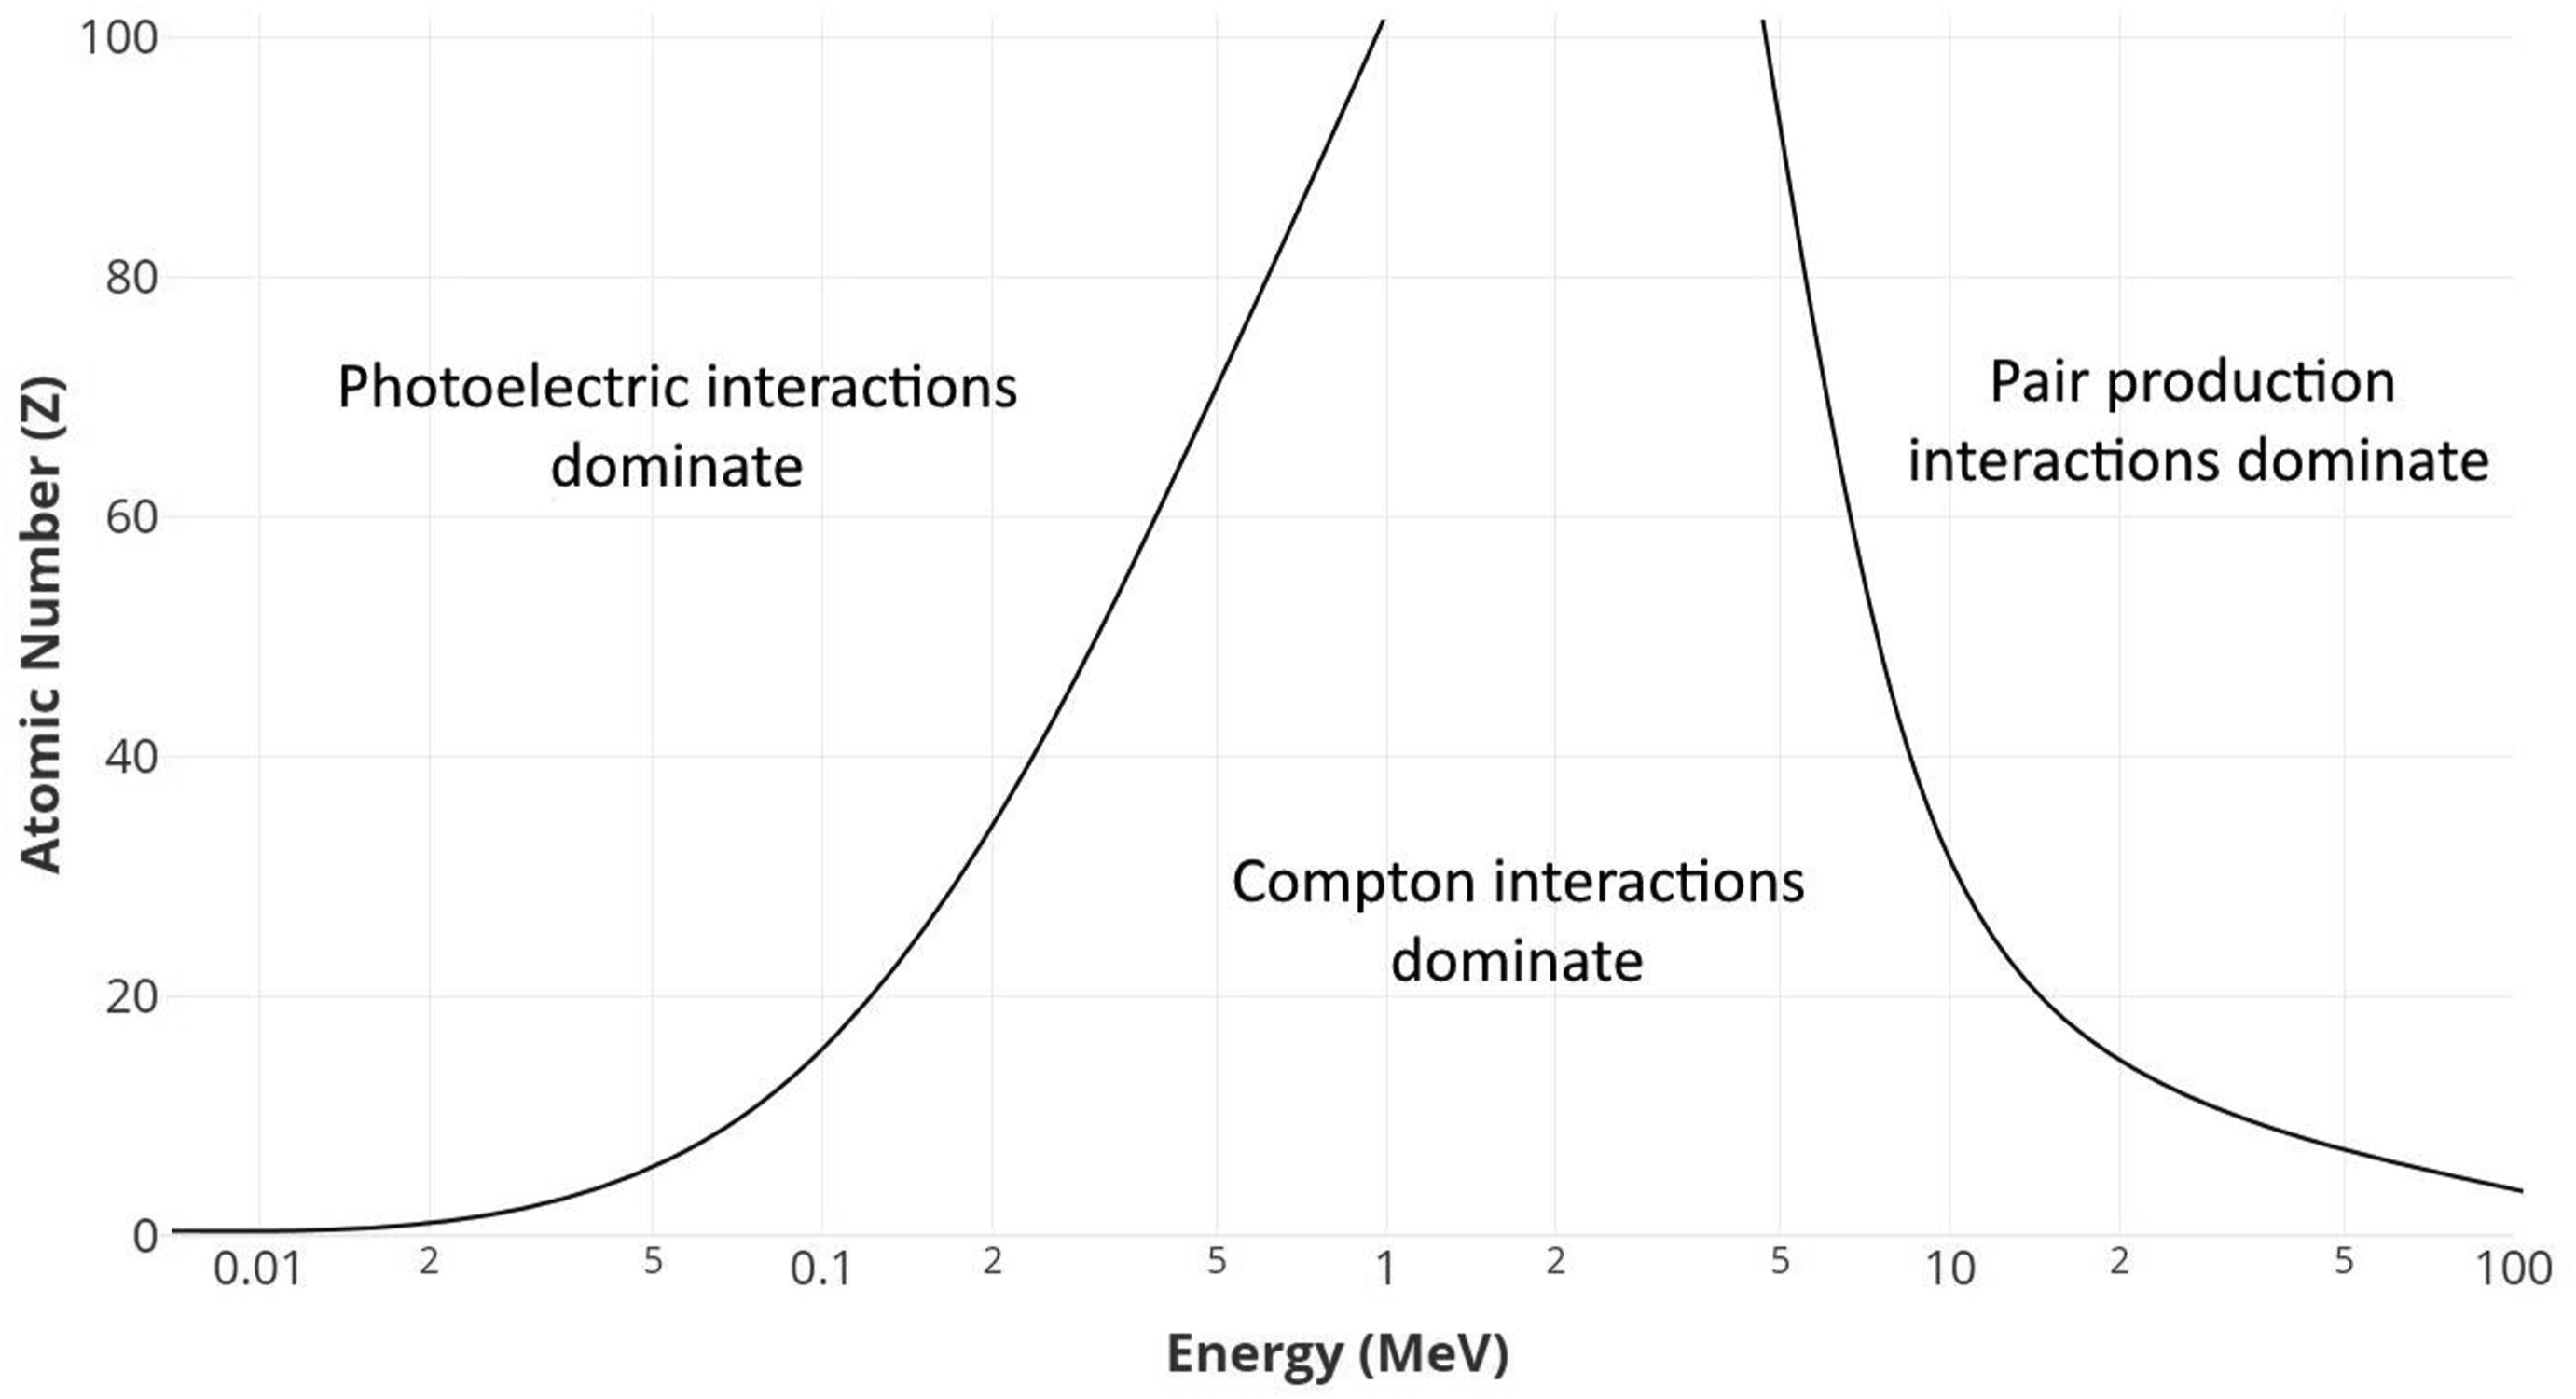 100
80
60
40
20
0
Atomic Number (Z)
Photoelectric interactions
dominate
Pair production
interactions dominate
Compton interactions
dominate
0.01 2 5 0.1 2 5 1 2 5 10 2 5 100
Energy (MeV)